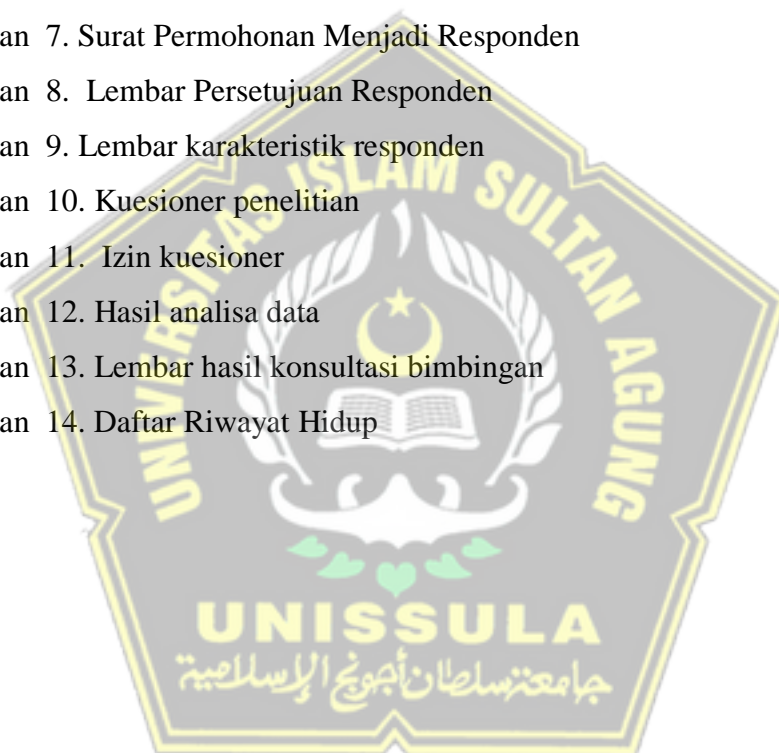 an 7. Surat Permohonan Menjadi Responden
an 8. Lembar Persetujuan Responden
an 9. Lembar karakteristik responden
an 10. Kuesioner penelitian
an 11. Izin kuesioner
an 12. Hasil analisa data
an 13. Lembar hasil konsultasi bimbingan
an 14. Daftar Riwayat Hidup
UNIVERSITAS ISLAM SULTAN AGUNG
UNISSULA
جامعة سلطان أجونج الإسلامية